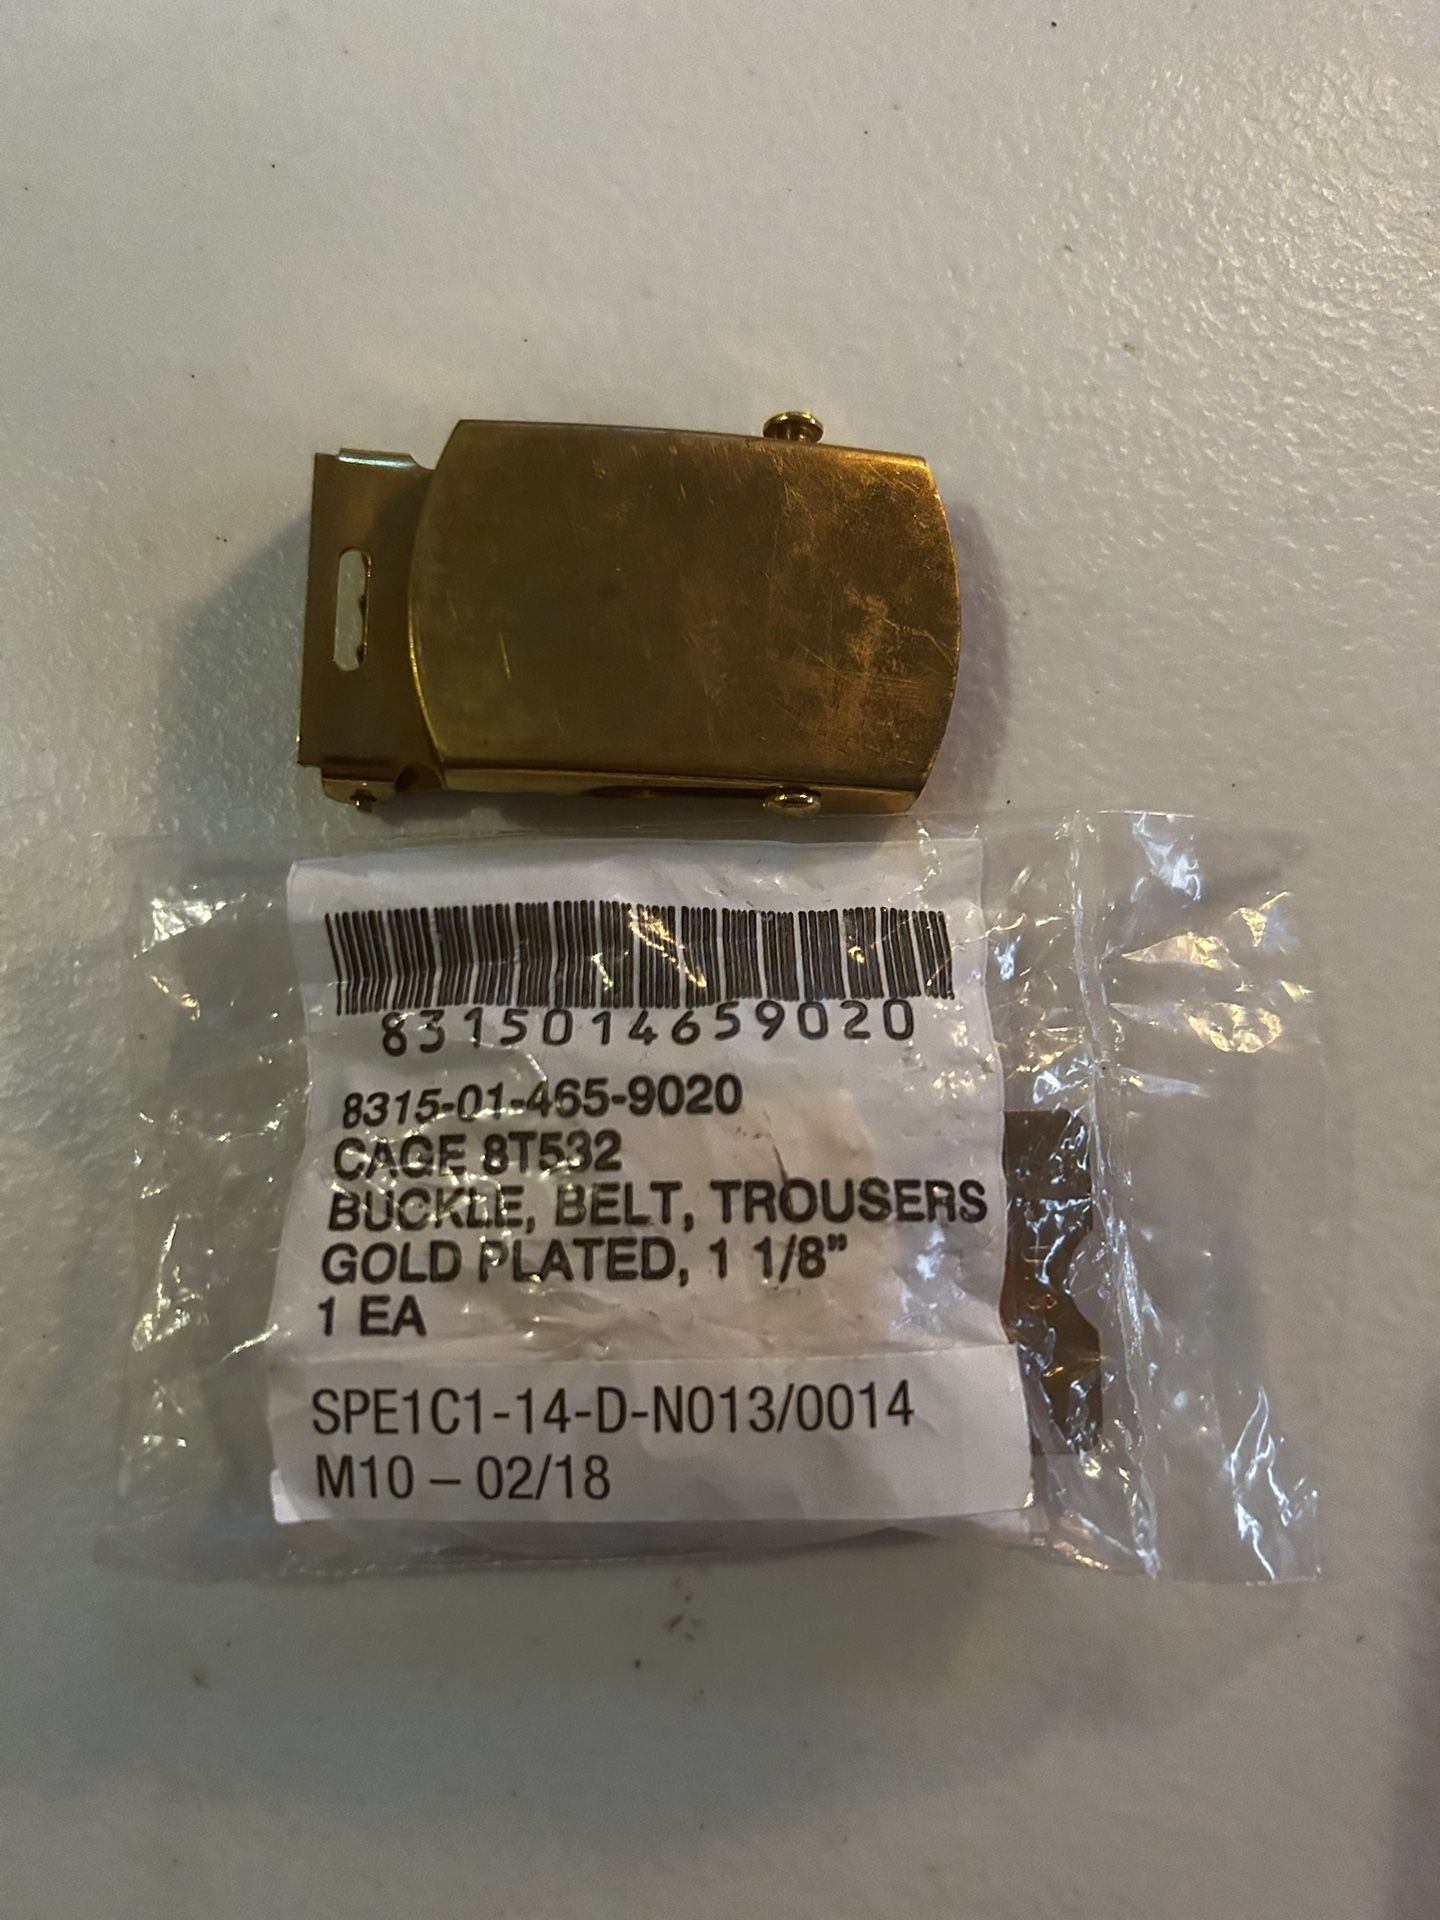 8315014659020
8315-01-465-9020
CAGE 8T532
BUCKLE, BELT, TROUSERS
GOLD PLATED, 1 1/8”
1 EA
SPE1C1-14-D-N013/0014
M10 – 02/18